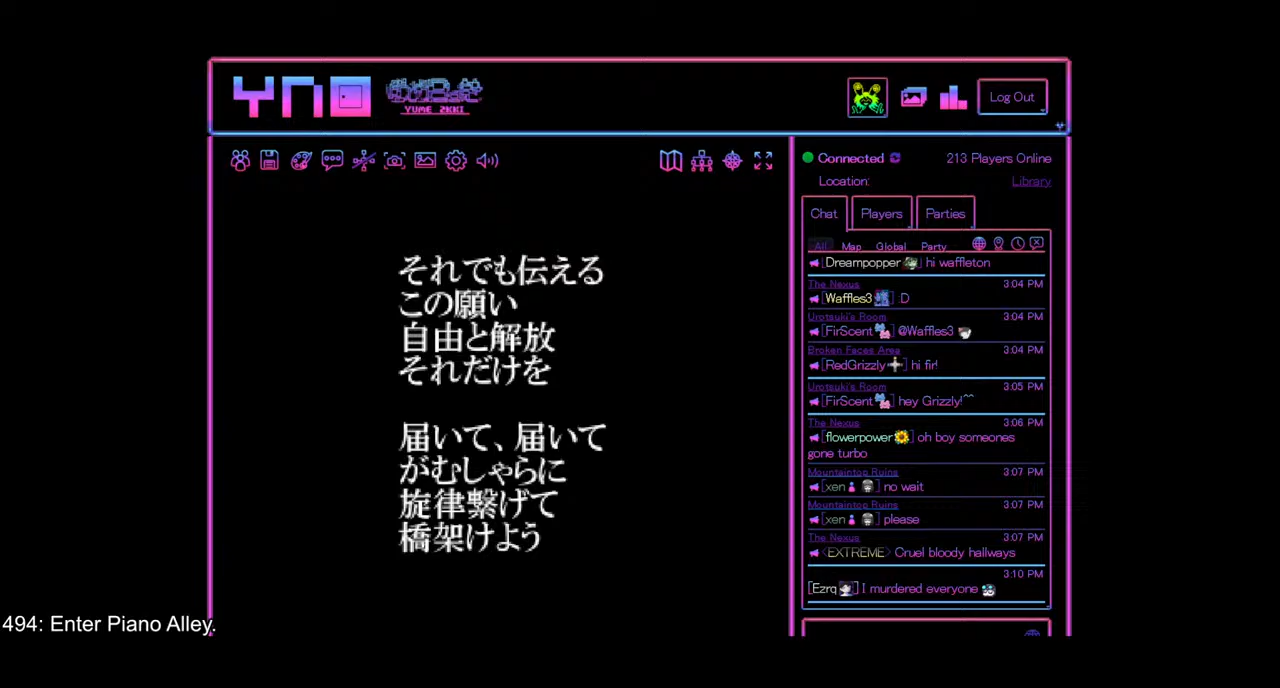 YNO
ゆめ2っき
YUME 2KKI
Log Out
Connected
213 Players Online
Location:
Library
Chat
Players
Parties
All
Map
Global
Party
[Dreampopper] hi waffleton
The Nexus
3:04 PM
[Waffles3] :D
Urotsuki's Room
3:04 PM
[FirScent] @Waffles3
Broken Faces Area
3:04 PM
[RedGrizzly] hi fir!
Urotsuki's Room
3:05 PM
[FirScent] hey Grizzly!^^
The Nexus
3:06 PM
[flowerpower] oh boy someones
gone turbo
Mountaintop Ruins
3:07 PM
[xen] no wait
Mountaintop Ruins
3:07 PM
[xen] please
The Nexus
3:07 PM
<EXTREME> Cruel bloody hallways
3:10 PM
[Ezrq] I murdered everyone
それでも伝える
この願い
自由と解放
それだけを
届いて、届いて
がむしゃらに
旋律繋げて
橋架けよう
494: Enter Piano Alley.